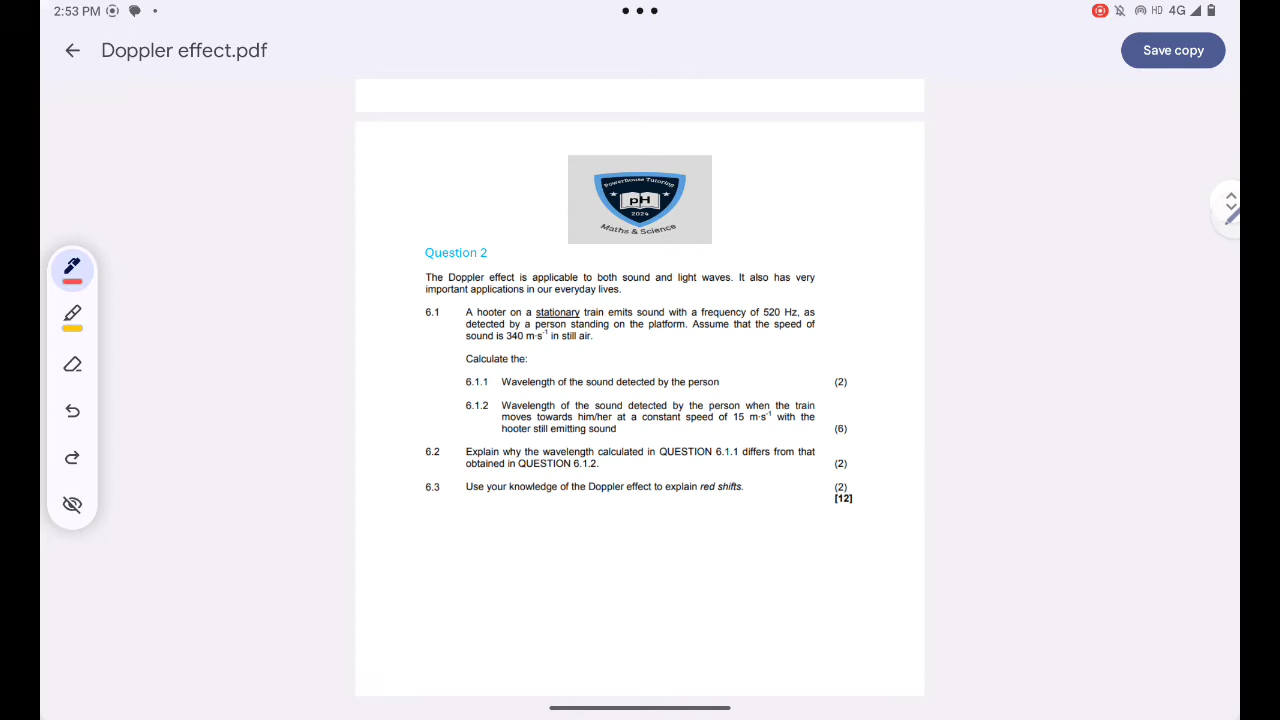 2:53 PM
HD 4G
Doppler effect.pdf
Save copy
Powerhouse Tutoring
pH
2024
Maths & Science
Question 2
The Doppler effect is applicable to both sound and light waves. It also has very
important applications in our everyday lives.
6.1 A hooter on a stationary train emits sound with a frequency of 520 Hz, as
detected by a person standing on the platform. Assume that the speed of
sound is 340 m·s⁻¹ in still air.
Calculate the:
6.1.1 Wavelength of the sound detected by the person (2)
6.1.2 Wavelength of the sound detected by the person when the train
moves towards him/her at a constant speed of 15 m·s⁻¹ with the
hooter still emitting sound (6)
6.2 Explain why the wavelength calculated in QUESTION 6.1.1 differs from that
obtained in QUESTION 6.1.2. (2)
6.3 Use your knowledge of the Doppler effect to explain red shifts. (2)
[12]